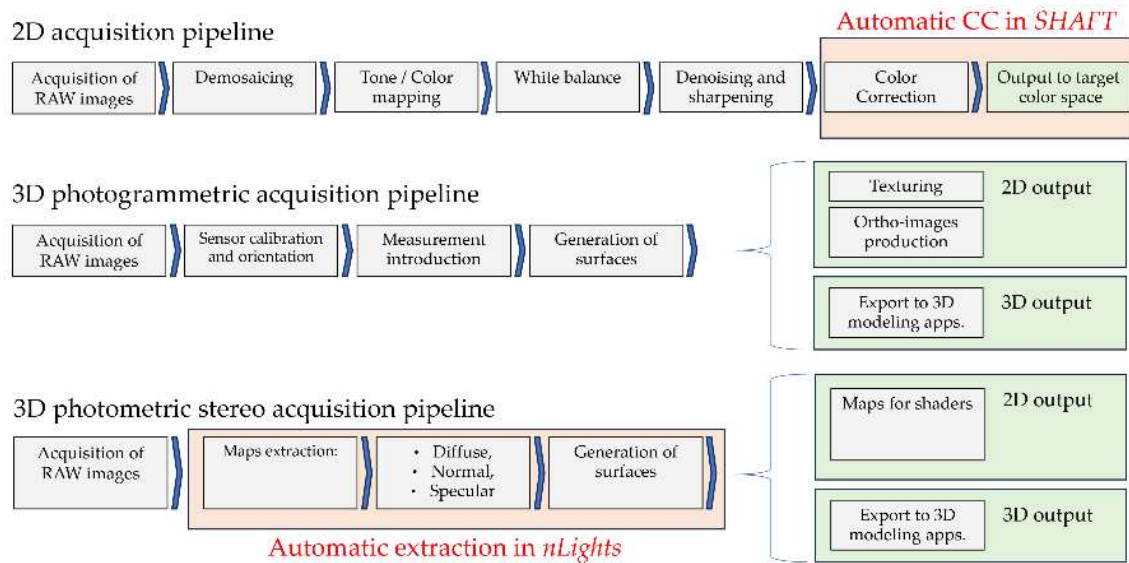 Automatic CC in SHAFT
2D acquisition pipeline
Acquisition of
RAW images
Demosaicing
Tone / Color
mapping
White balance
Denoising and
sharpening
Color
Correction
Output to target
color space
3D photogrammetric acquisition pipeline
Acquisition of
RAW images
Sensor calibration
and orientation
Measurement
introduction
Generation of
surfaces
Texturing
2D output
Ortho-images
production
Export to 3D
modeling apps.
3D output
3D photometric stereo acquisition pipeline
Acquisition of
RAW images
Maps extraction:
• Diffuse,
• Normal,
• Specular
Generation of
surfaces
Maps for shaders
2D output
Export to 3D
modeling apps.
3D output
Automatic extraction in nLights